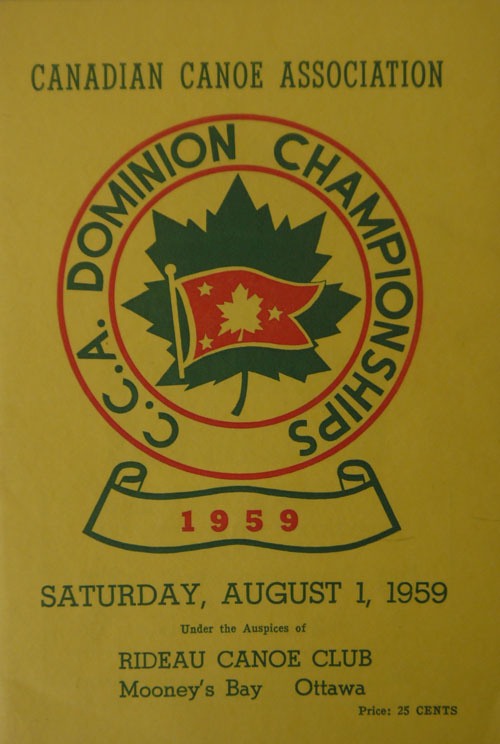 CANADIAN CANOE ASSOCIATION
C.C.A. DOMINION CHAMPIONSHIPS
1959
SATURDAY, AUGUST 1, 1959
Under the Auspices of
RIDEAU CANOE CLUB
Mooney's Bay Ottawa
Price: 25 CENTS